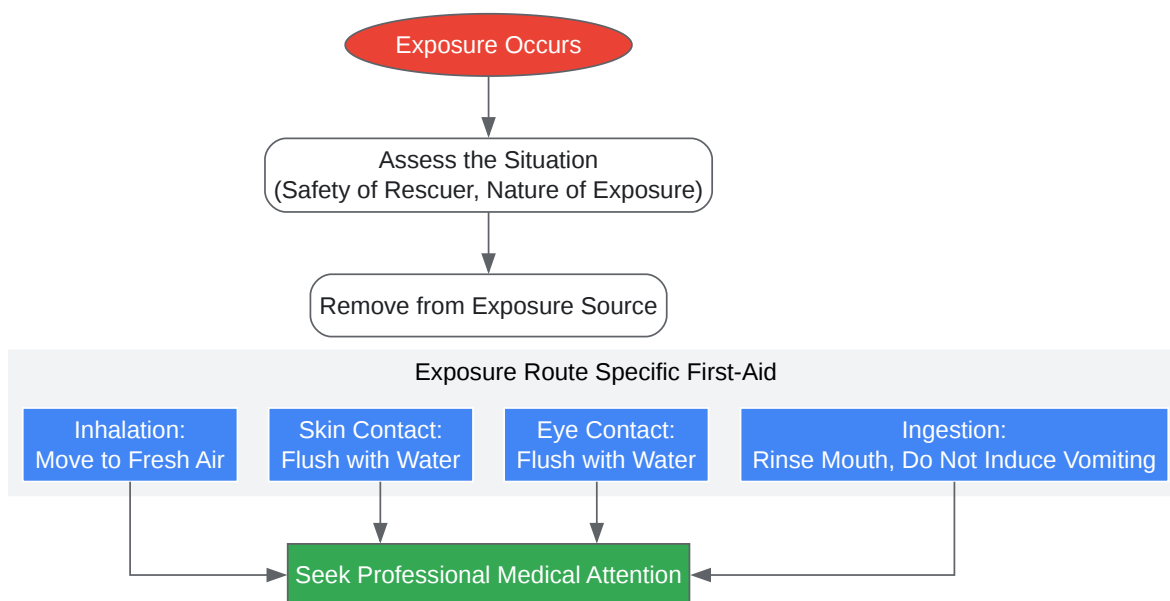 Exposure Occurs
Assess the Situation
(Safety of Rescuer, Nature of Exposure)
Remove from Exposure Source
Exposure Route Specific First-Aid
Inhalation:
Move to Fresh Air
Skin Contact:
Flush with Water
Eye Contact:
Flush with Water
Ingestion:
Rinse Mouth, Do Not Induce Vomiting
Seek Professional Medical Attention